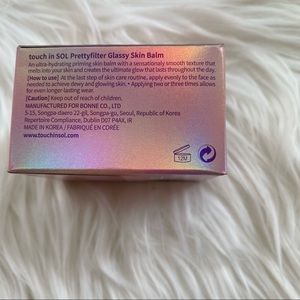 touch in SOL Prettyfilter Glassy Skin Balm
An ultra-hydrating priming skin balm with a sensationaly smooth texture that
melts into your skin and creates the ultimate glow that lasts throughout the day.
[How to use] At the last step of skin care routine, apply evenly to the face as
needed to achieve dewy and glowing skin. • Applying two or three times allows
for even longer-lasting wear.
[Caution] Keep out of reach of children.
MANUFACTURED FOR BONNE CO., LTD
5-15, Songpa-daero 22-gil, Songpa-gu, Seoul, Republic of Korea
Repertoire Compliance, Dublin D07 P4AX, IR
MADE IN KOREA / FABRIQUÉ EN CORÉE
www.touchinsol.com
12M